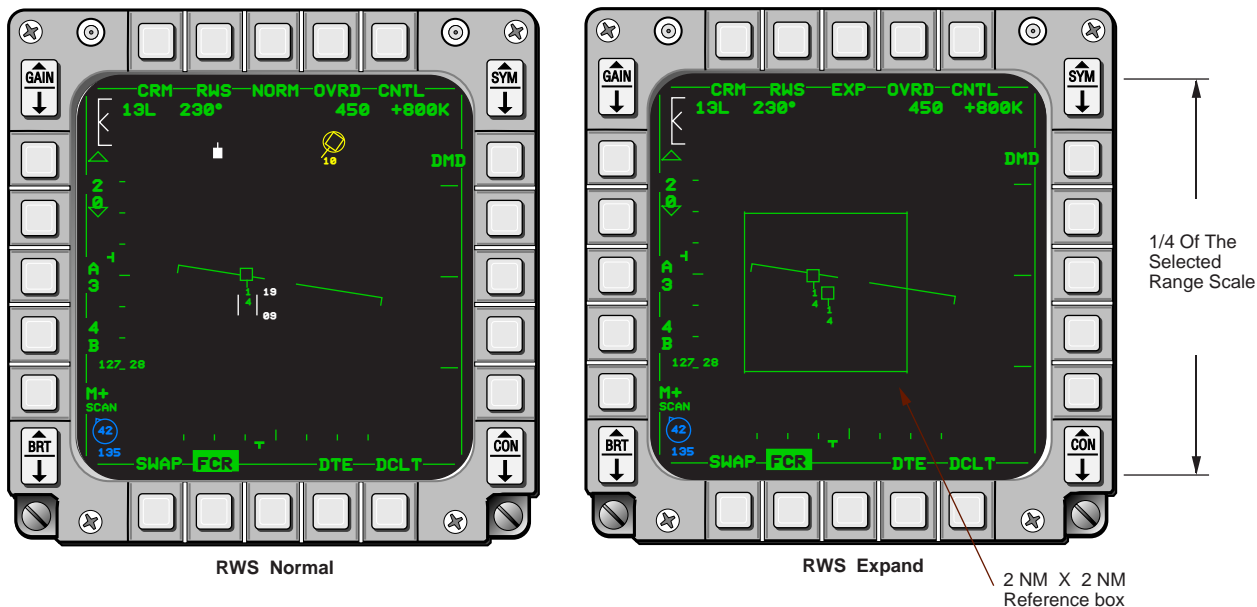 GAIN
SYM
CRM RWS NORM OVRD CNTL
13L 230° 450 +800K
10
DMD
2
0
A
3
1
4
19
09
4
B
127_28
M+
SCAN
42
135
BRT
CON
SWAP FCR DTE DCLT
RWS Normal
GAIN
SYM
CRM RWS EXP OVRD CNTL
13L 230° 450 +800K
DMD
2
0
A
3
1
4
1
4
4
B
127_28
M+
SCAN
42
135
BRT
CON
SWAP FCR DTE DCLT
RWS Expand
1/4 Of The
Selected
Range Scale
2 NM X 2 NM
Reference box